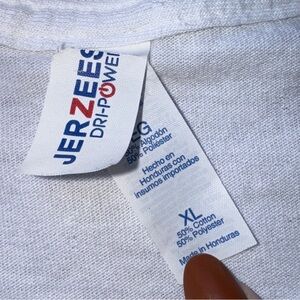 JERZEES
DRI-POWER
EG
50% Algodón
50% Poliéster
Hecho en
Honduras con
insumos importados
XL
50% Cotton
50% Polyester
Made in Honduras